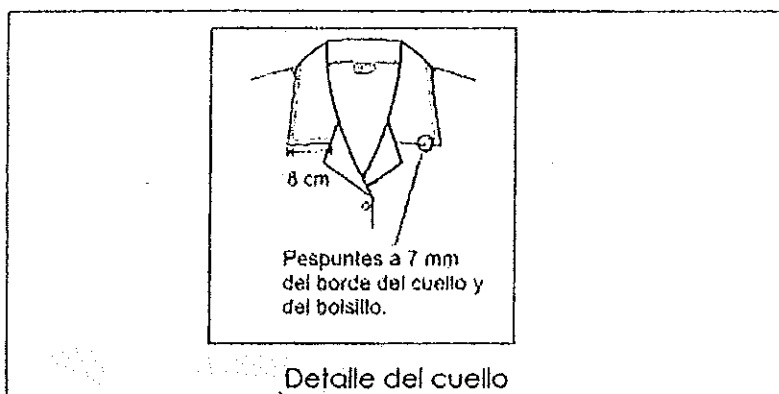 8 cm
Pespuntes a 7 mm
del borde del cuello y
del bolsillo.
Detalle del cuello